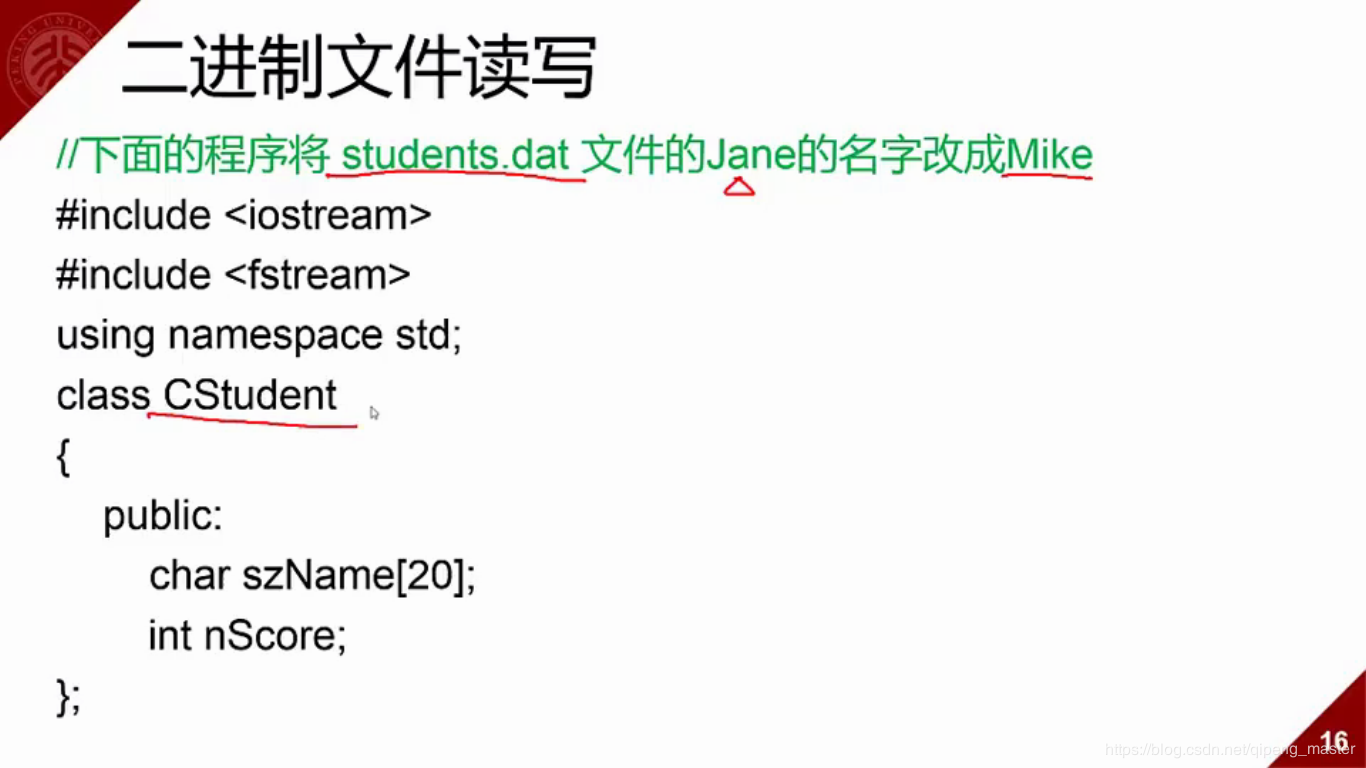 二进制文件读写
//下面的程序将 students.dat 文件的Jane的名字改成Mike
#include <iostream>
#include <fstream>
using namespace std;
class CStudent
{
public:
char szName[20];
int nScore;
};
16
https://blog.csdn.net/qipang_master